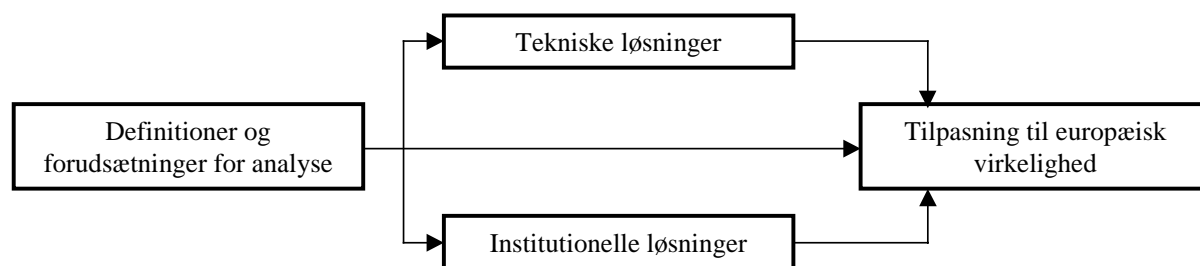 Tekniske løsninger
Definitioner og
forudsætninger for analyse
Tilpasning til europæisk
virkelighed
Institutionelle løsninger